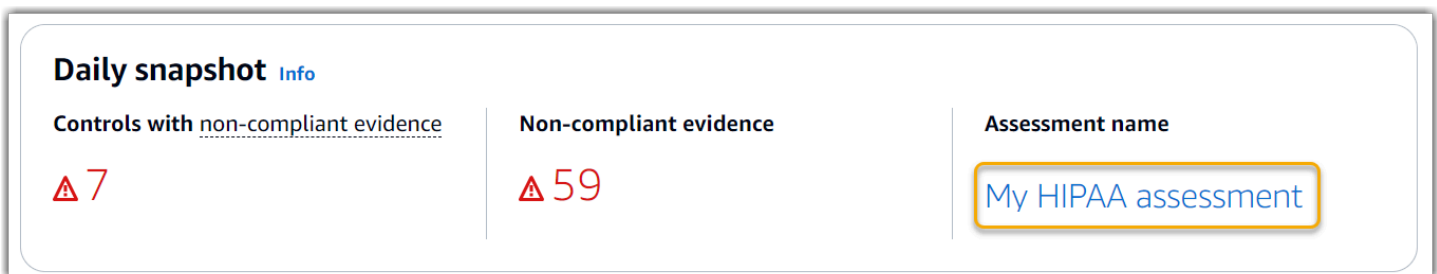 Daily snapshot Info
Controls with non-compliant evidence
7
Non-compliant evidence
59
Assessment name
My HIPAA assessment